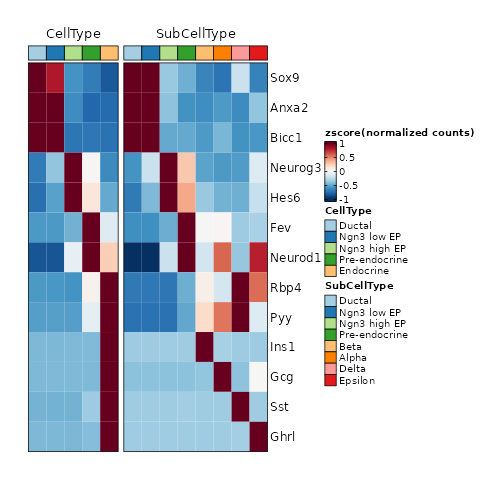 CellType
SubCellType
Sox9
Anxa2
Bicc1
Neurog3
Hes6
Fev
Neurod1
Rbp4
Pyy
Ins1
Gcg
Sst
Ghrl
zscore(normalized counts)
1
0.5
0
-0.5
-1
CellType
Ductal
Ngn3 low EP
Ngn3 high EP
Pre-endocrine
Endocrine
SubCellType
Ductal
Ngn3 low EP
Ngn3 high EP
Pre-endocrine
Beta
Alpha
Delta
Epsilon